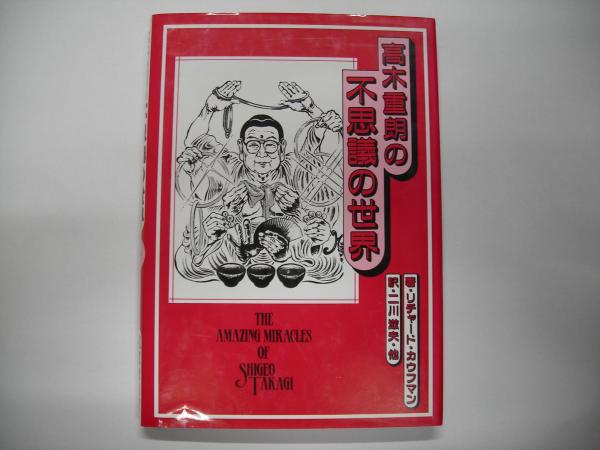 高木重朗の
不思議の世界
著・リチャード・カウフマン
訳・二川滋夫・他
THE
AMAZING MIRACLES
OF
SHIGEO
TAKAGI